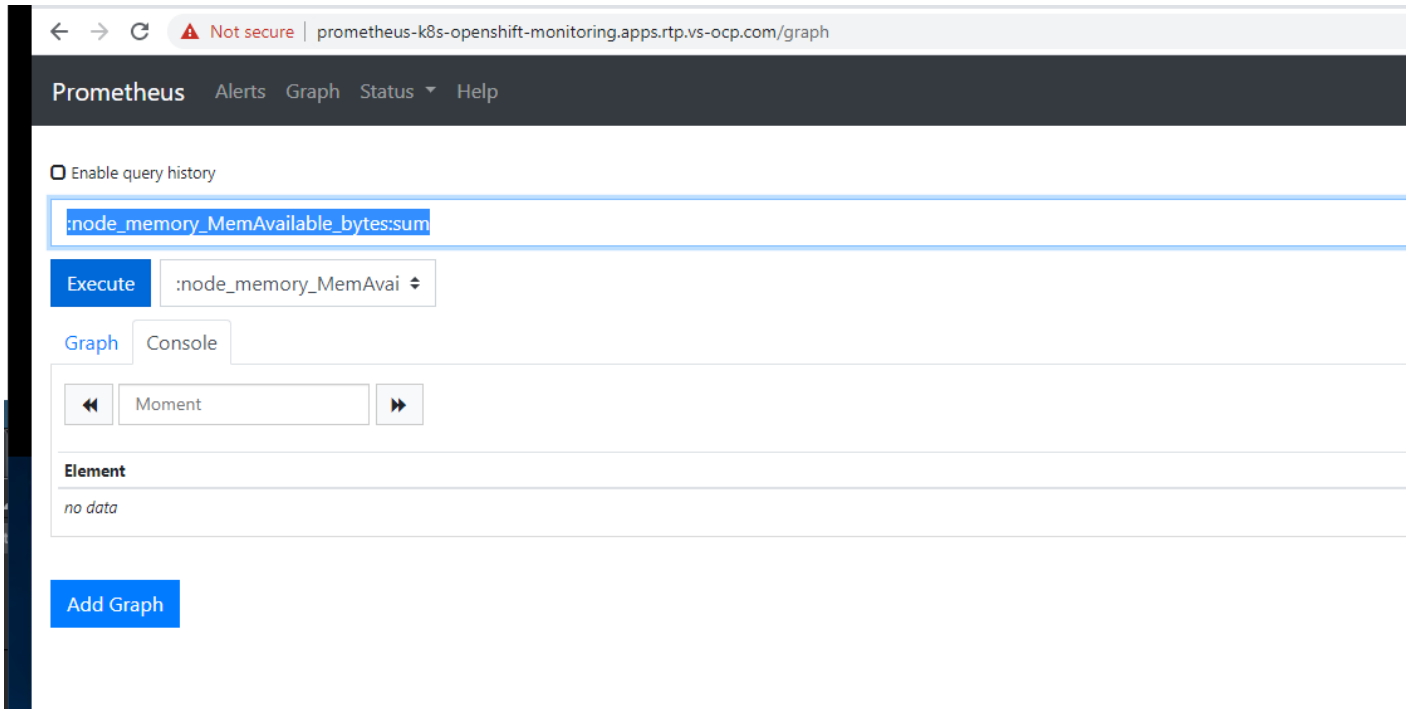 Not secure | prometheus-k8s-openshift-monitoring.apps.rtp.vs-ocp.com/graph
Prometheus Alerts Graph Status Help
Enable query history
:node_memory_MemAvailable_bytes:sum
Execute :node_memory_MemAvai
Graph Console
Moment
Element
no data
Add Graph